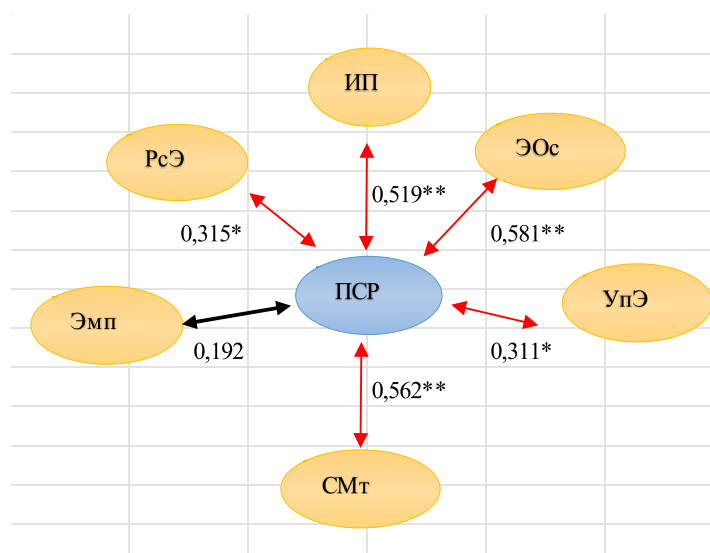 ИП
РсЭ
ЭОс
0,519**
0,315*
0,581**
ПСР
УпЭ
Эмп
0,192
0,311*
0,562**
СМт